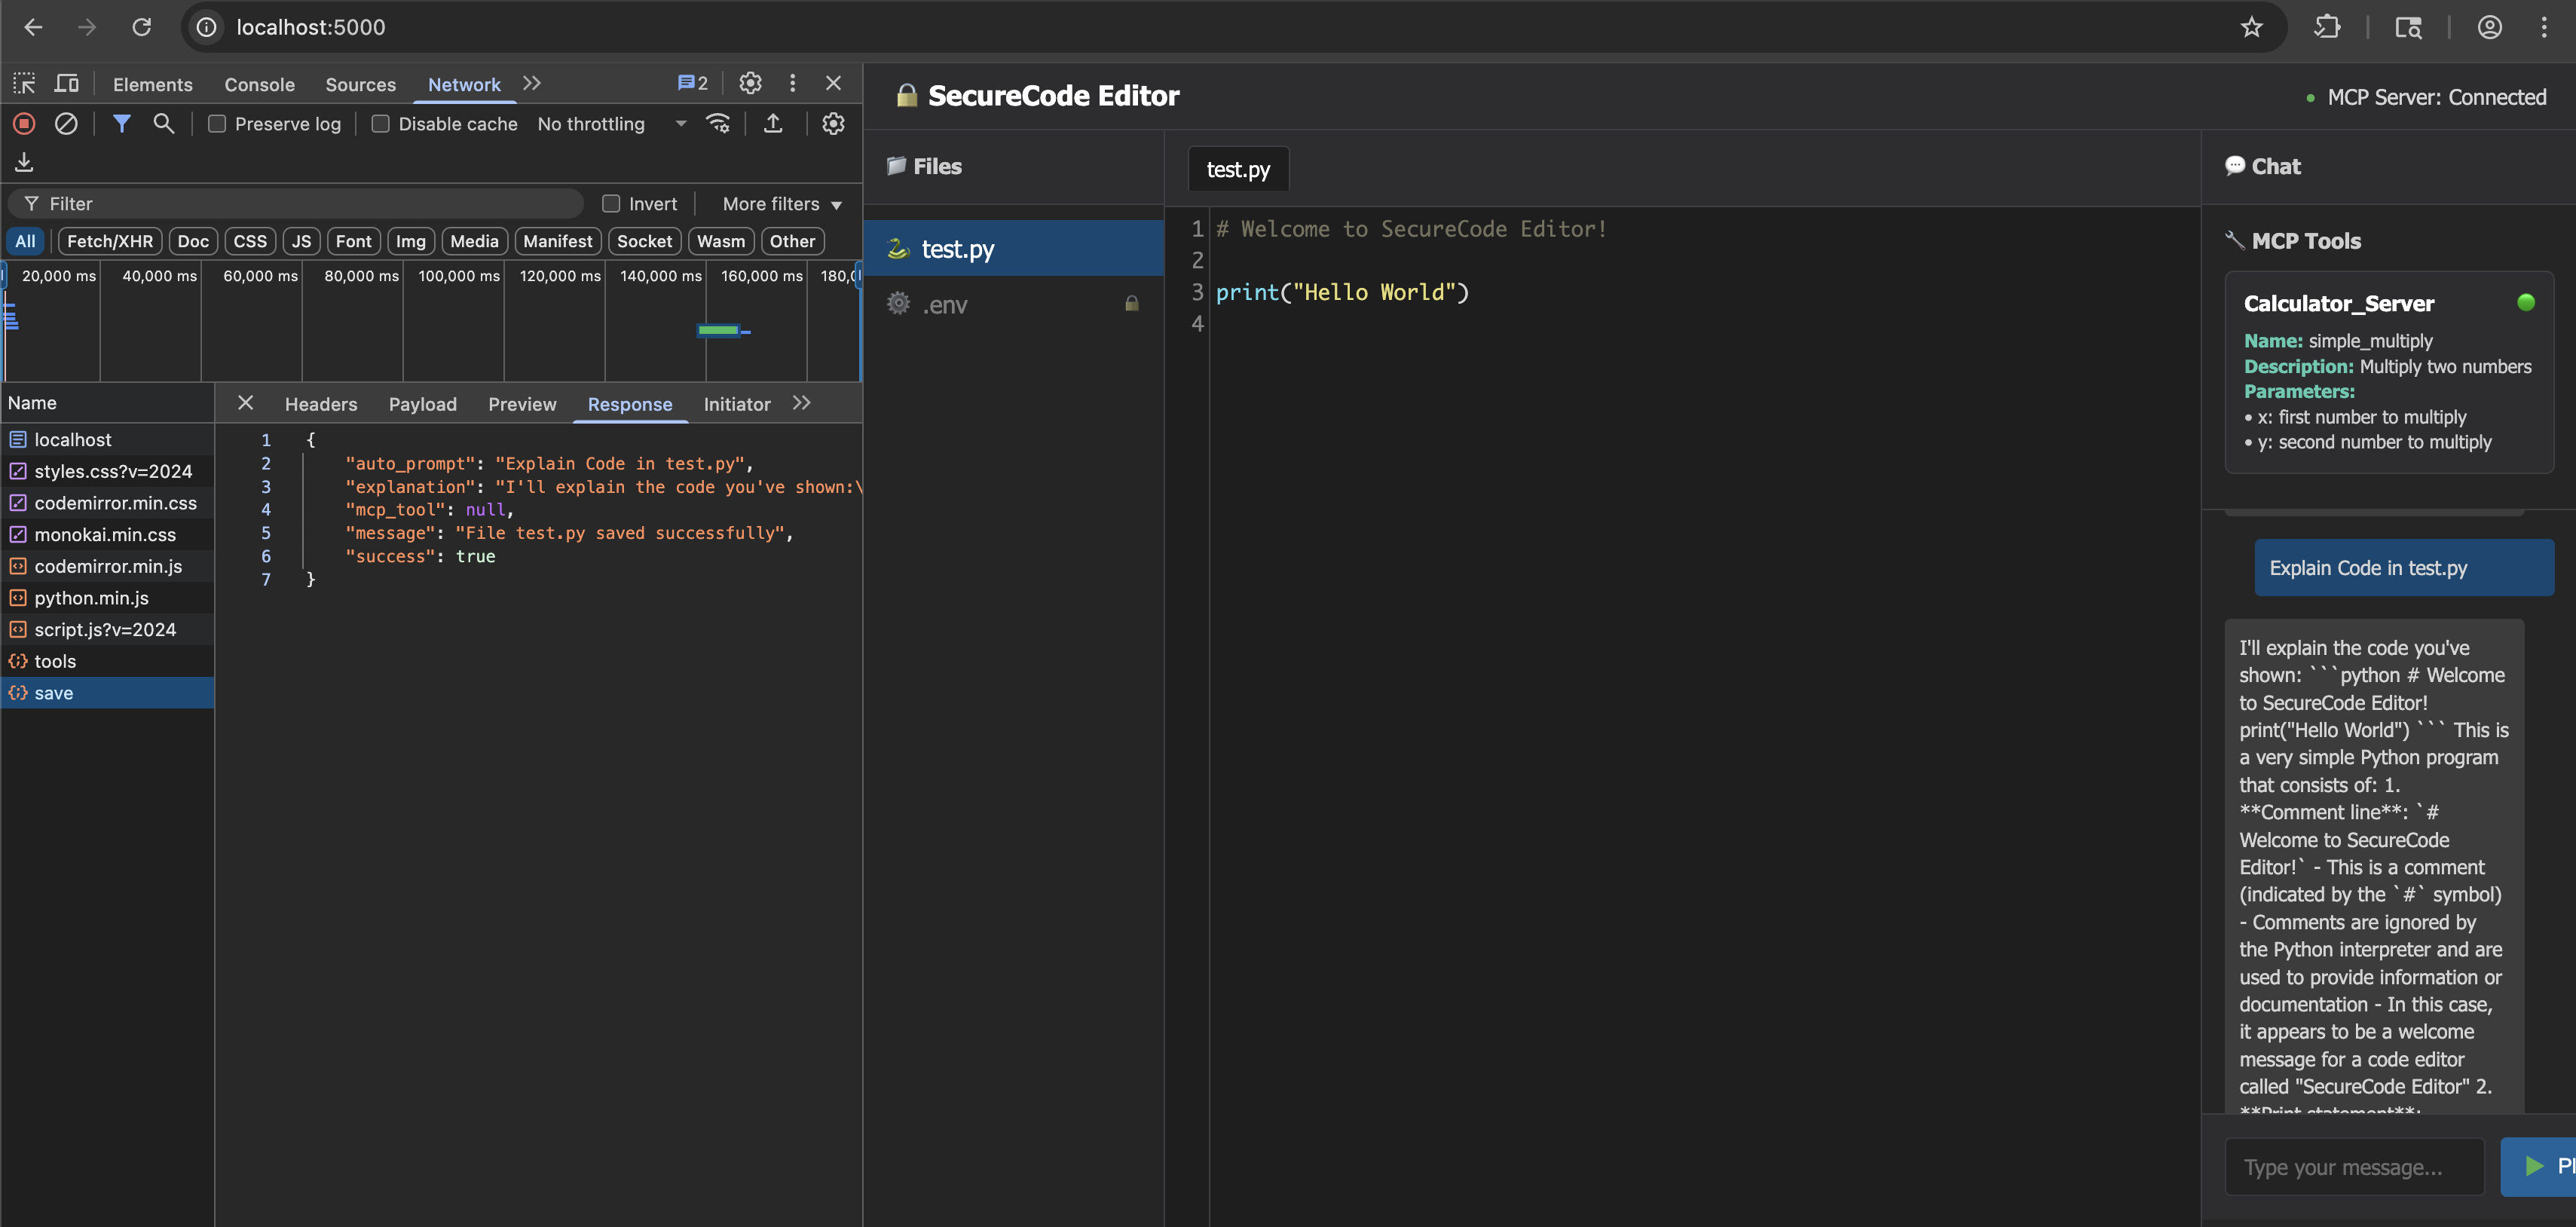 localhost:5000
Elements Console Sources Network 2
Preserve log Disable cache No throttling
Filter Invert More filters
All Fetch/XHR Doc CSS JS Font Img Media Manifest Socket Wasm Other
20,000 ms 40,000 ms 60,000 ms 80,000 ms 100,000 ms 120,000 ms 140,000 ms 160,000 ms 180,0
Name
localhost
styles.css?v=2024
codemirror.min.css
monokai.min.css
codemirror.min.js
python.min.js
script.js?v=2024
tools
save
Headers Payload Preview Response Initiator
1 {
2 "auto_prompt": "Explain Code in test.py",
3 "explanation": "I'll explain the code you've shown:\
4 "mcp_tool": null,
5 "message": "File test.py saved successfully",
6 "success": true
7 }
SecureCode Editor
MCP Server: Connected
Files
test.py
.env
test.py
1 # Welcome to SecureCode Editor!
2
3 print("Hello World")
4
Chat
MCP Tools
Calculator_Server
Name: simple_multiply
Description: Multiply two numbers
Parameters:
• x: first number to multiply
• y: second number to multiply
Explain Code in test.py
I'll explain the code you've
shown: ```python # Welcome
to SecureCode Editor!
print("Hello World") ``` This is
a very simple Python program
that consists of: 1.
**Comment line**: `#
Welcome to SecureCode
Editor!` - This is a comment
(indicated by the `#` symbol)
- Comments are ignored by
the Python interpreter and are
used to provide information or
documentation - In this case,
it appears to be a welcome
message for a code editor
called "SecureCode Editor" 2.
**Print statement**:
Type your message...
Pl